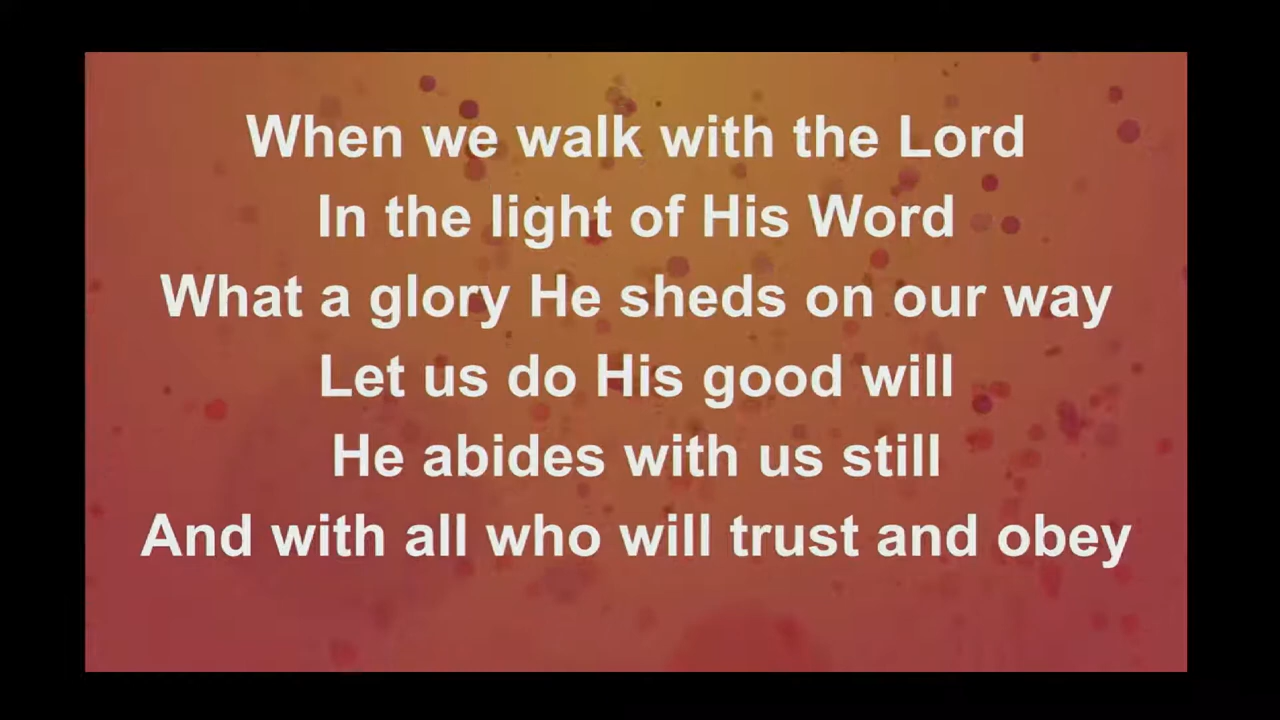 When we walk with the Lord
In the light of His Word
What a glory He sheds on our way
Let us do His good will
He abides with us still
And with all who will trust and obey